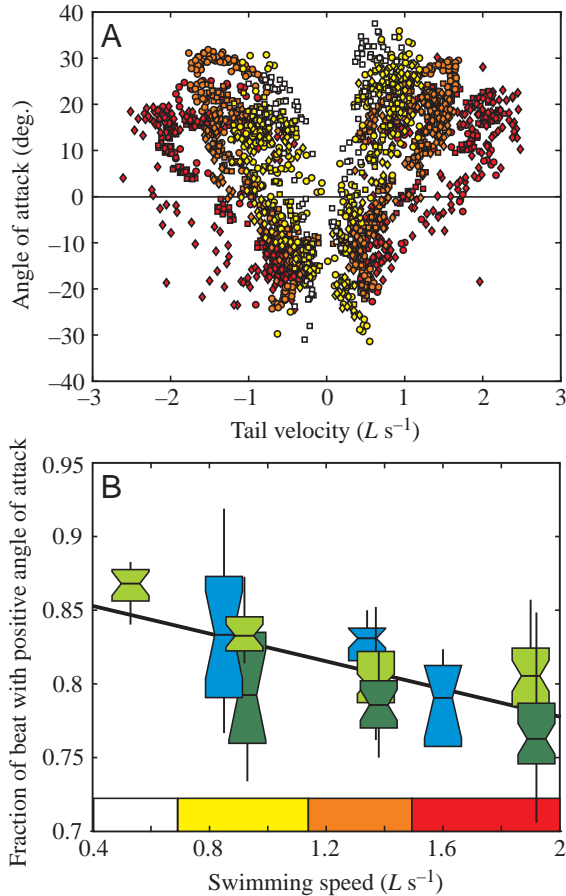 A
40
30
20
10
0
–10
–20
–30
–40
Angle of attack (deg.)
–3 –2 –1 0 1 2 3
Tail velocity (L s–1)
B
0.95
0.9
0.85
0.8
0.75
0.7
Fraction of beat with positive angle of attack
0.4 0.8 1.2 1.6 2
Swimming speed (L s–1)